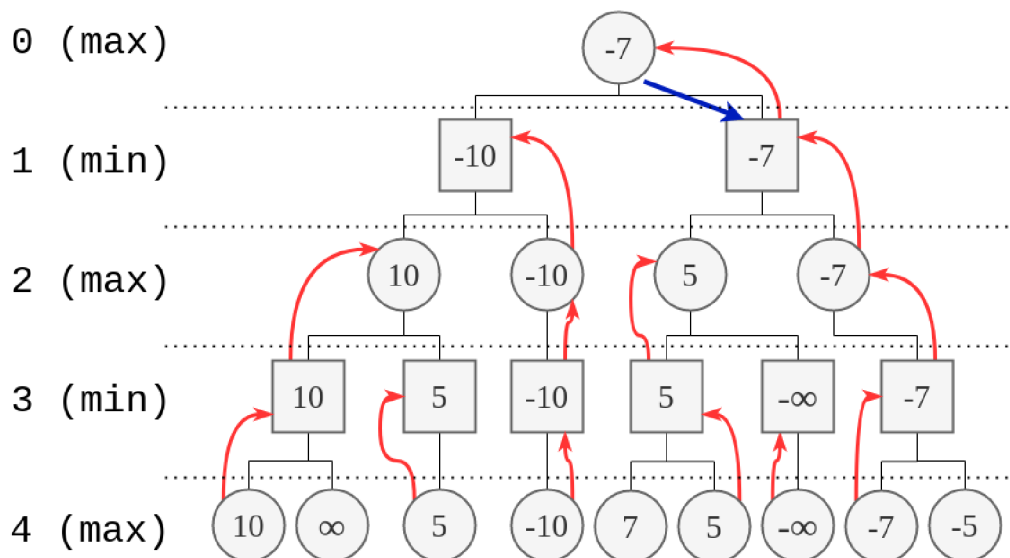 0 (max) -7
1 (min) -10 -7
2 (max) 10 -10 5 -7
3 (min) 10 5 -10 5 -∞ -7
4 (max) 10 ∞ 5 -10 7 5 -∞ -7 -5